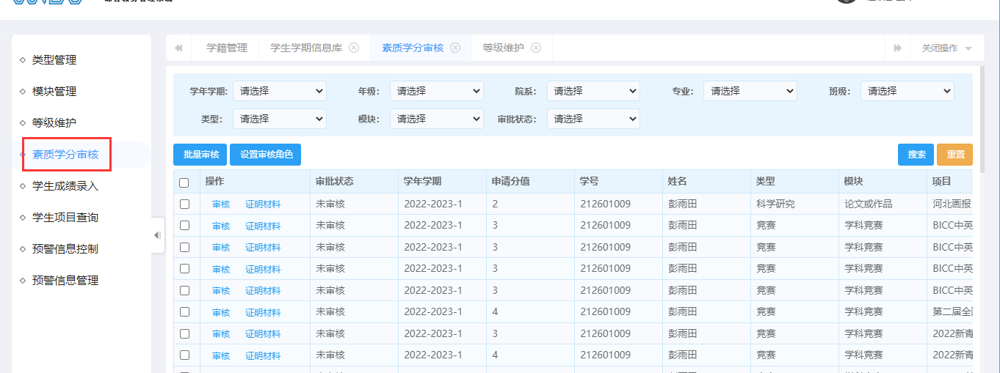 类型管理
模块管理
等级维护
素质学分审核
学生成绩录入
学生项目查询
预警信息控制
预警信息管理
学籍管理 学生学期信息库 素质学分审核 等级维护 关闭操作
学年学期: 请选择 年级: 请选择 院系: 请选择 专业: 请选择 班级: 请选择
类型: 请选择 模块: 请选择 审批状态: 请选择
批量审核 设置审核角色 搜索 重置
操作 审批状态 学年学期 申请分值 学号 姓名 类型 模块 项目
审核 证明材料 未审核 2022-2023-1 2 212601009 彭雨田 科学研究 论文或作品 河北画报
审核 证明材料 未审核 2022-2023-1 3 212601009 彭雨田 竞赛 学科竞赛 BICC中英
审核 证明材料 未审核 2022-2023-1 3 212601009 彭雨田 竞赛 学科竞赛 BICC中英
审核 证明材料 未审核 2022-2023-1 3 212601009 彭雨田 竞赛 学科竞赛 BICC中英
审核 证明材料 未审核 2022-2023-1 3 212601009 彭雨田 竞赛 学科竞赛 BICC中英
审核 证明材料 未审核 2022-2023-1 4 212601009 彭雨田 竞赛 学科竞赛 第二届全
审核 证明材料 未审核 2022-2023-1 3 212601009 彭雨田 竞赛 学科竞赛 2022新青
审核 证明材料 未审核 2022-2023-1 4 212601009 彭雨田 竞赛 学科竞赛 2022新青